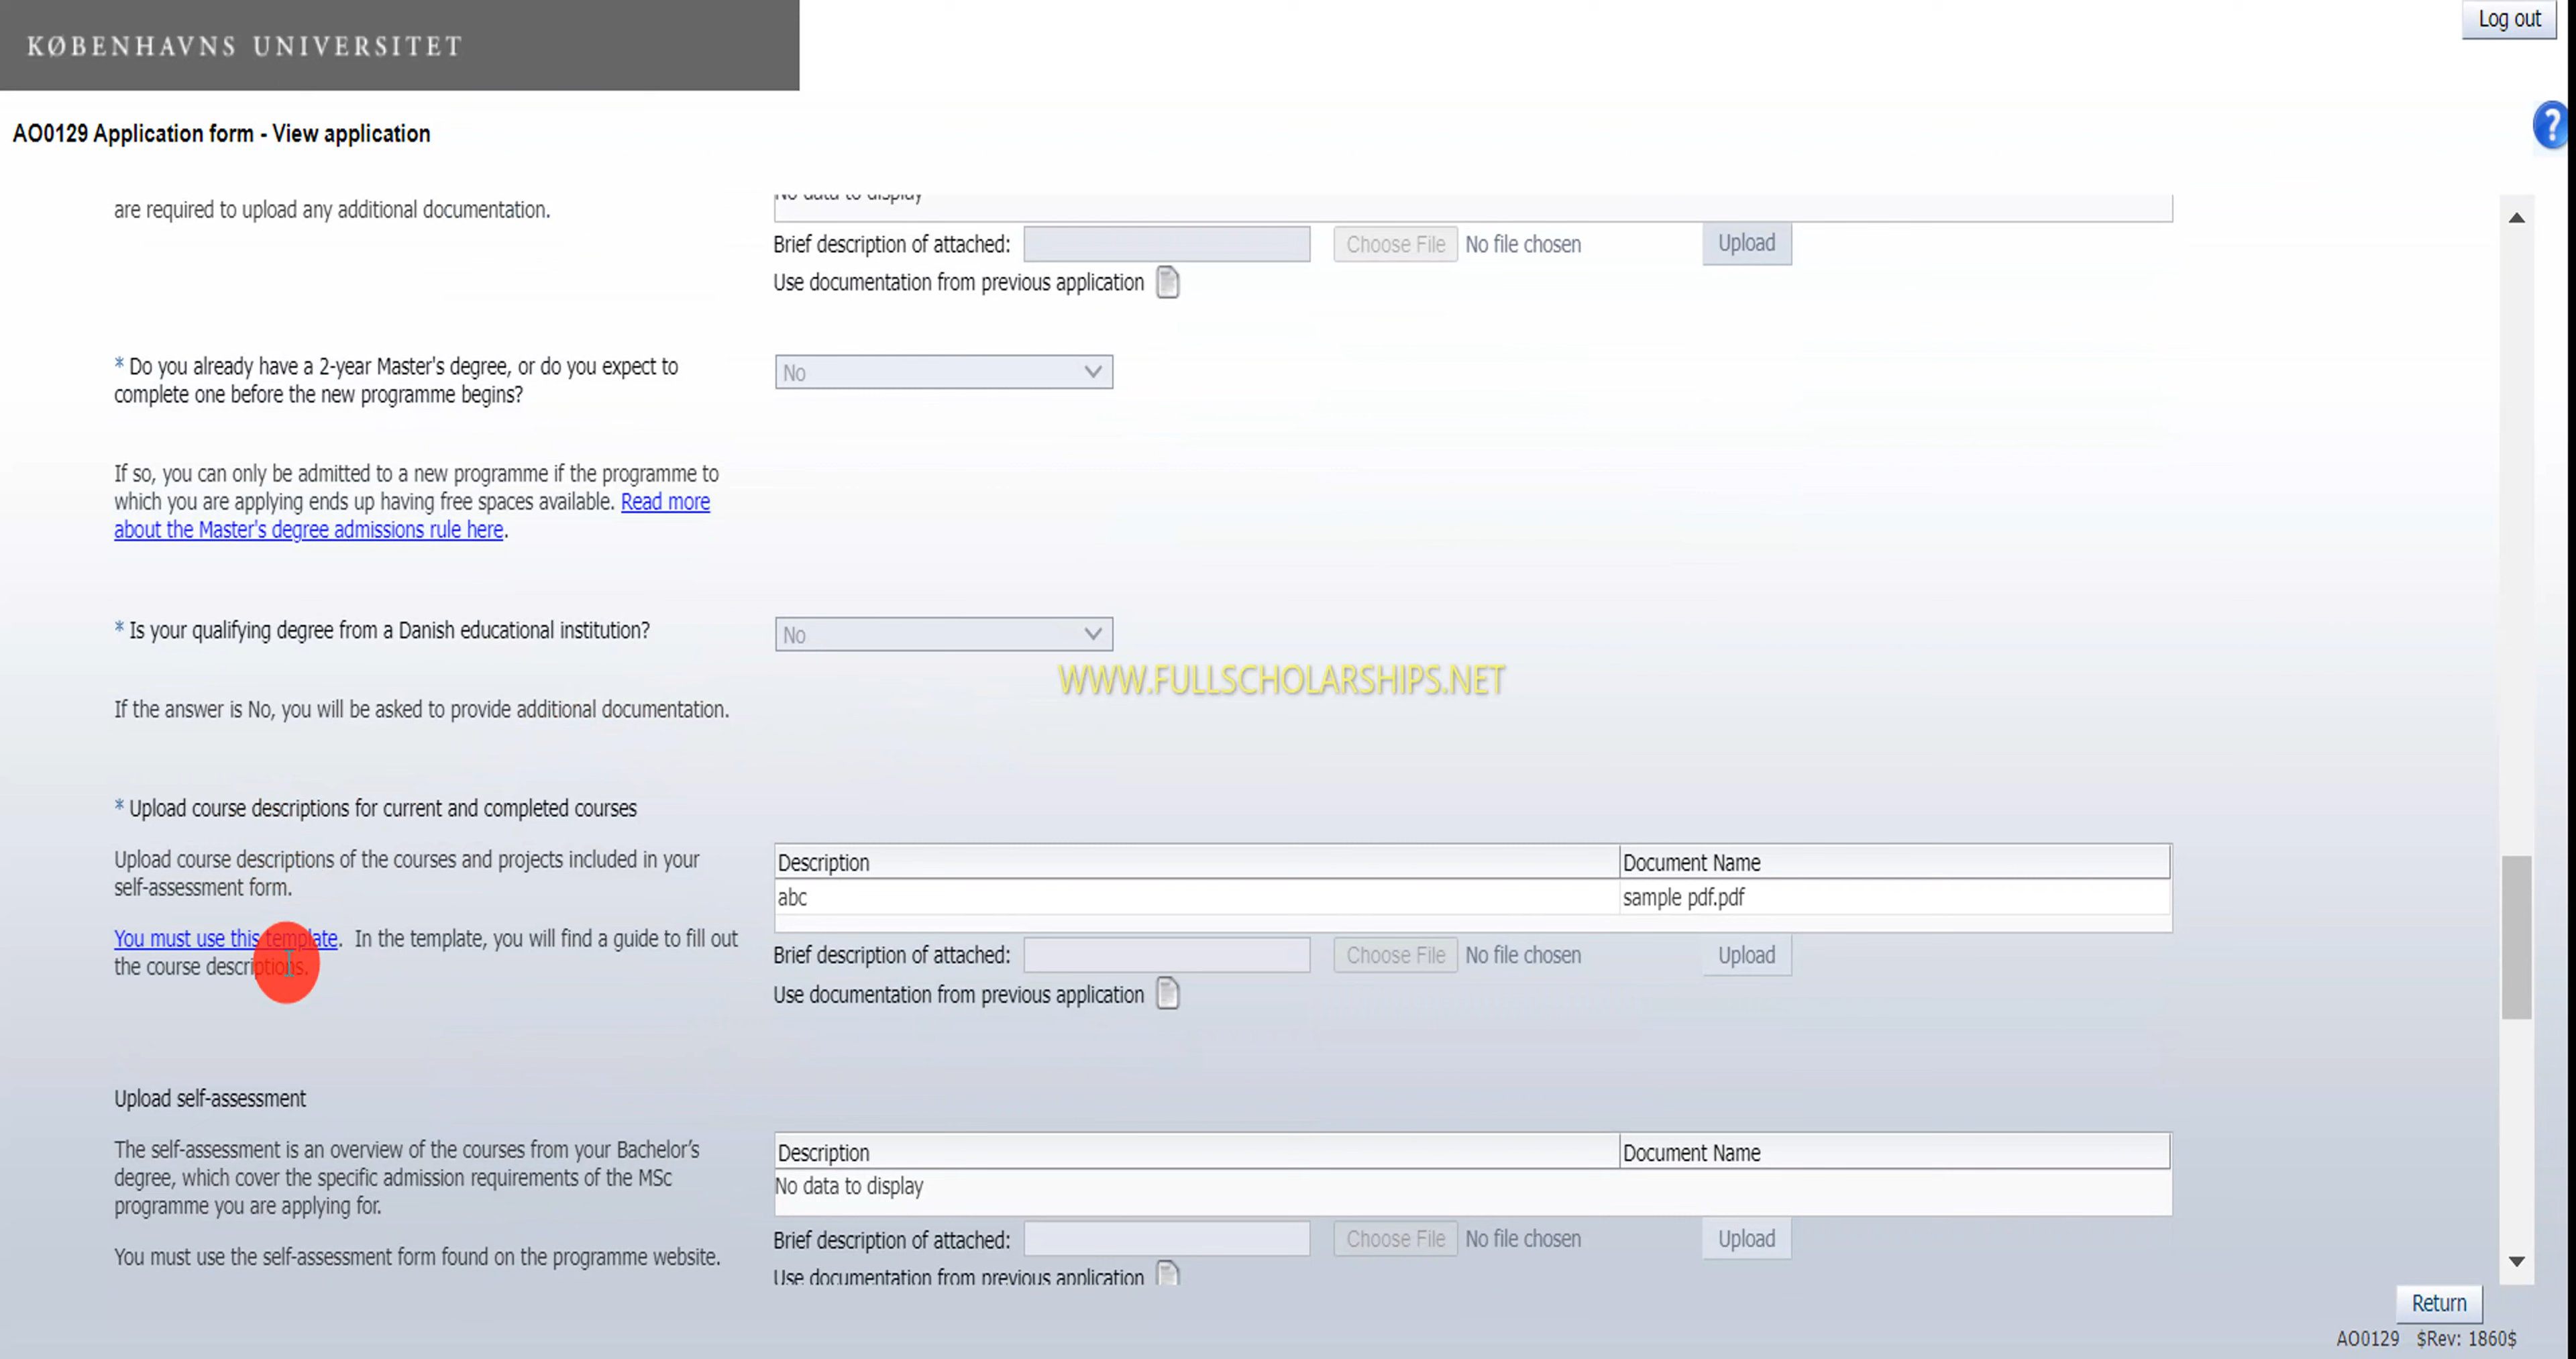 KØBENHAVNS UNIVERSITET
Log out
AO0129 Application form - View application
?
are required to upload any additional documentation.
No data to display
Brief description of attached:
Choose File No file chosen
Upload
Use documentation from previous application
* Do you already have a 2-year Master's degree, or do you expect to
complete one before the new programme begins?
No
If so, you can only be admitted to a new programme if the programme to
which you are applying ends up having free spaces available. Read more
about the Master's degree admissions rule here.
* Is your qualifying degree from a Danish educational institution?
No
WWW.FULLSCHOLARSHIPS.NET
If the answer is No, you will be asked to provide additional documentation.
* Upload course descriptions for current and completed courses
Upload course descriptions of the courses and projects included in your
self-assessment form.
You must use this template. In the template, you will find a guide to fill out
the course descriptions.
Description Document Name
abc sample pdf.pdf
Brief description of attached:
Choose File No file chosen
Upload
Use documentation from previous application
Upload self-assessment
The self-assessment is an overview of the courses from your Bachelor's
degree, which cover the specific admission requirements of the MSc
programme you are applying for.
You must use the self-assessment form found on the programme website.
Description Document Name
No data to display
Brief description of attached:
Choose File No file chosen
Upload
Use documentation from previous application
Return
AO0129 $Rev: 1860$